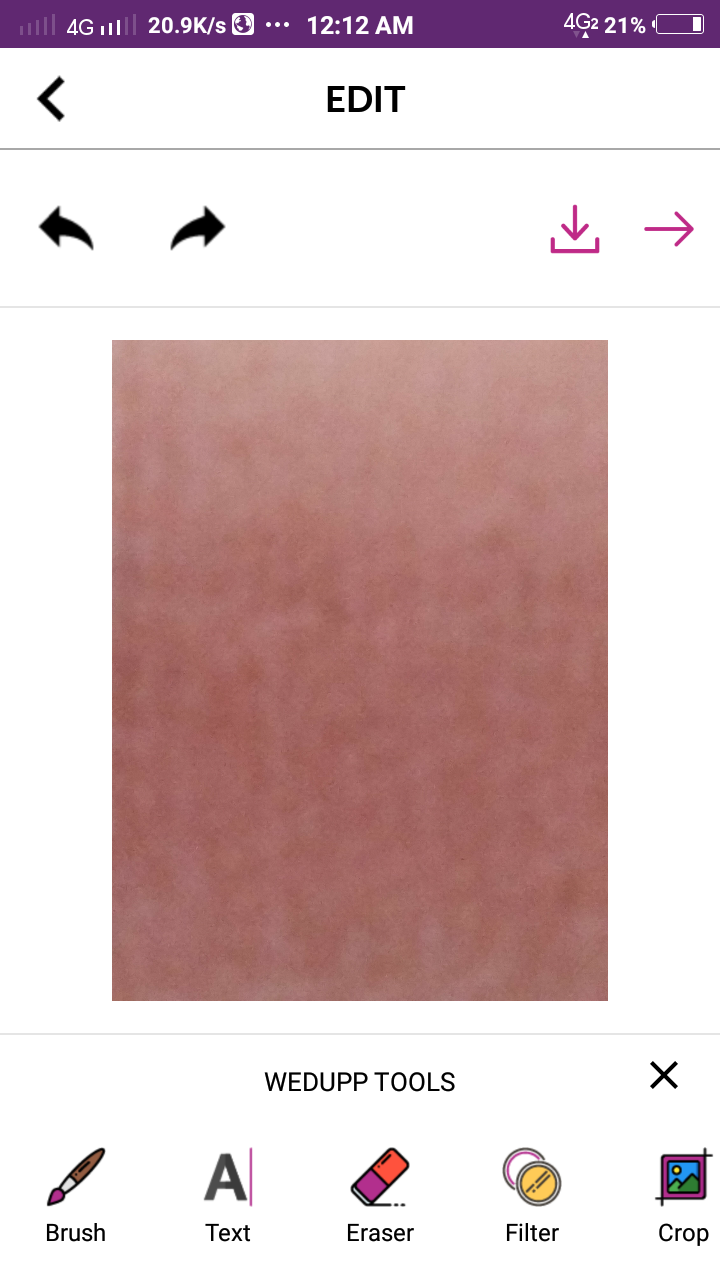 4G 20.9K/s ··· 12:12 AM 4G2 21%
EDIT
WEDUPP TOOLS
Brush Text Eraser Filter Crop